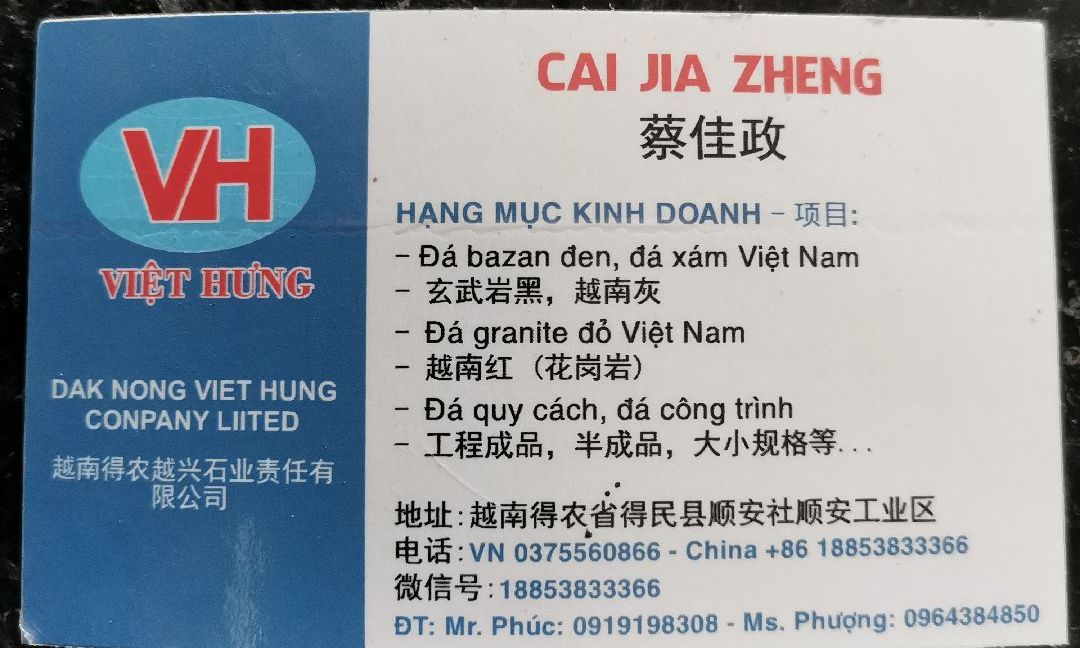 VH
VIỆT HƯNG
DAK NONG VIET HUNG
CONPANY LIITED
越南得农越兴石业责任有
限公司
CAI JIA ZHENG
蔡佳政
HẠNG MỤC KINH DOANH - 项目:
- Đá bazan đen, đá xám Việt Nam
- 玄武岩黑，越南灰
- Đá granite đỏ Việt Nam
- 越南红（花岗岩）
- Đá quy cách, đá công trình
- 工程成品，半成品，大小规格等...
地址:越南得农省得民县顺安社顺安工业区
电话:VN 0375560866 - China +86 18853833366
微信号:18853833366
ĐT: Mr. Phúc: 0919198308 - Ms. Phượng: 0964384850